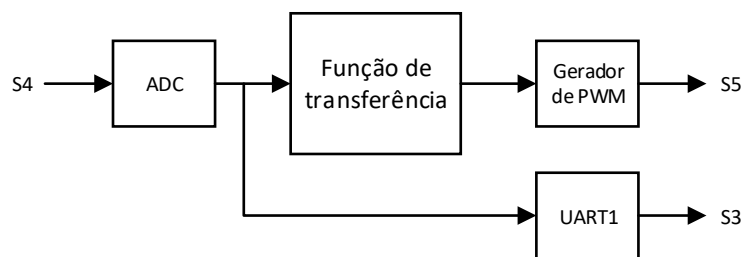 S4
ADC
Função de
transferência
Gerador
de PWM
S5
UART1
S3